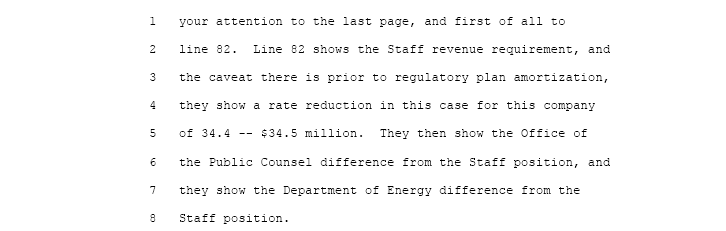 1 your attention to the last page, and first of all to
2 line 82. Line 82 shows the Staff revenue requirement, and
3 the caveat there is prior to regulatory plan amortization,
4 they show a rate reduction in this case for this company
5 of 34.4 -- $34.5 million. They then show the Office of
6 the Public Counsel difference from the Staff position, and
7 they show the Department of Energy difference from the
8 Staff position.